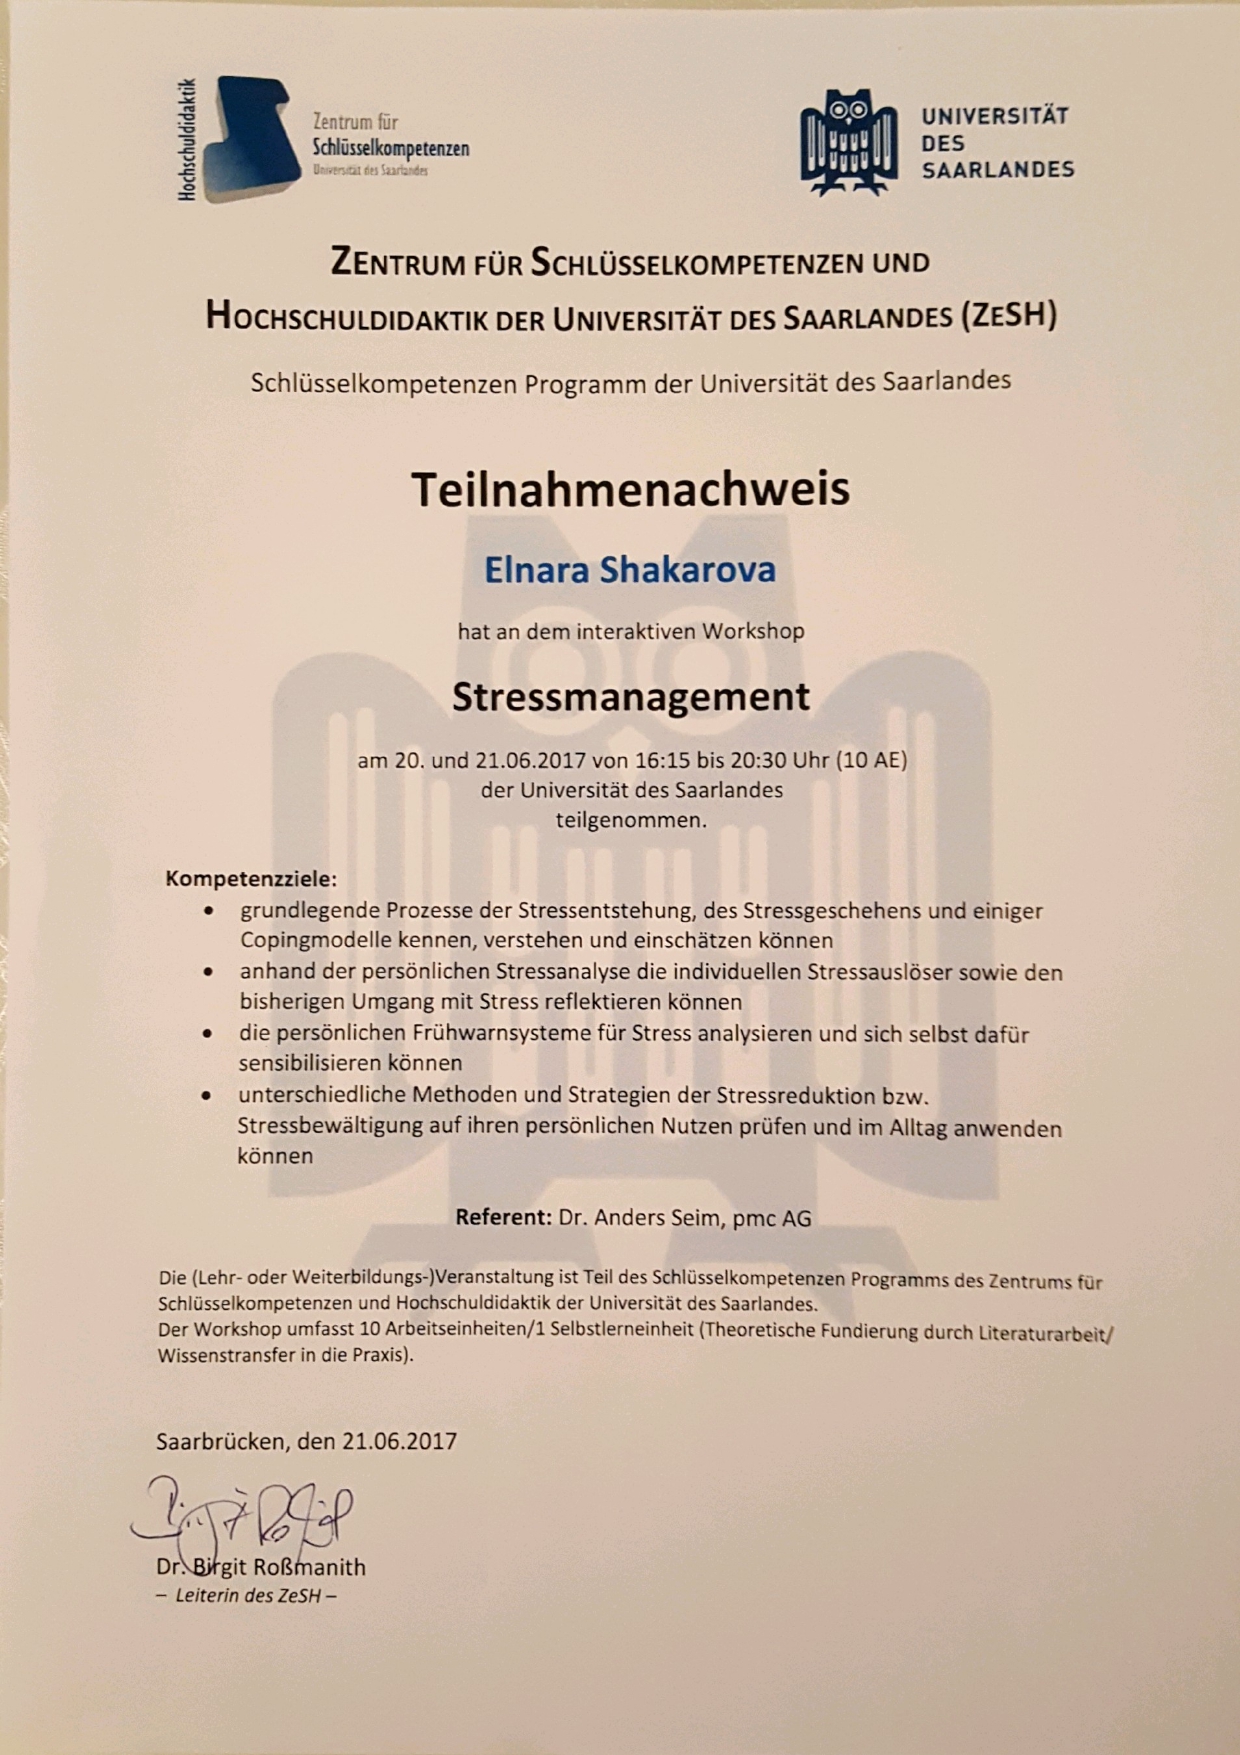 Hochschuldidaktik
Zentrum für
Schlüsselkompetenzen
Universität des Saarlandes
UNIVERSITÄT
DES
SAARLANDES
ZENTRUM FÜR SCHLÜSSELKOMPETENZEN UND
HOCHSCHULDIDAKTIK DER UNIVERSITÄT DES SAARLANDES (ZESH)
Schlüsselkompetenzen Programm der Universität des Saarlandes
Teilnahmenachweis
Elnara Shakarova
hat an dem interaktiven Workshop
Stressmanagement
am 20. und 21.06.2017 von 16:15 bis 20:30 Uhr (10 AE)
der Universität des Saarlandes
teilgenommen.
Kompetenzziele:
• grundlegende Prozesse der Stressentstehung, des Stressgeschehens und einiger
Copingmodelle kennen, verstehen und einschätzen können
• anhand der persönlichen Stressanalyse die individuellen Stressauslöser sowie den
bisherigen Umgang mit Stress reflektieren können
• die persönlichen Frühwarnsysteme für Stress analysieren und sich selbst dafür
sensibilisieren können
• unterschiedliche Methoden und Strategien der Stressreduktion bzw.
Stressbewältigung auf ihren persönlichen Nutzen prüfen und im Alltag anwenden
können
Referent: Dr. Anders Seim, pmc AG
Die (Lehr- oder Weiterbildungs-)Veranstaltung ist Teil des Schlüsselkompetenzen Programms des Zentrums für
Schlüsselkompetenzen und Hochschuldidaktik der Universität des Saarlandes.
Der Workshop umfasst 10 Arbeitseinheiten/1 Selbstlerneinheit (Theoretische Fundierung durch Literaturarbeit/
Wissenstransfer in die Praxis).
Saarbrücken, den 21.06.2017
Dr. Birgit Roßmanith
– Leiterin des ZeSH –